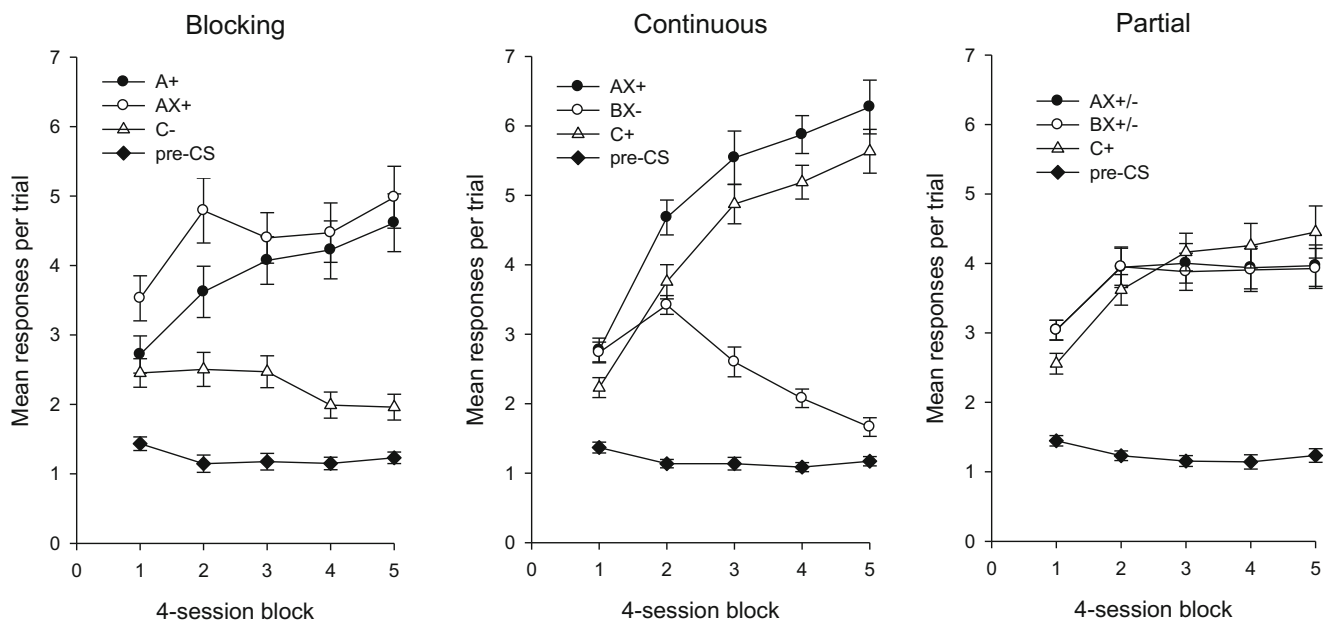 Blocking
Continuous
Partial
Mean responses per trial
7
6
5
4
3
2
1
0
A+
AX+
C-
pre-CS
0 1 2 3 4 5
4-session block
Mean responses per trial
7
6
5
4
3
2
1
0
AX+
BX-
C+
pre-CS
0 1 2 3 4 5
4-session block
Mean responses per trial
7
6
5
4
3
2
1
0
AX+/-
BX+/-
C+
pre-CS
0 1 2 3 4 5
4-session block